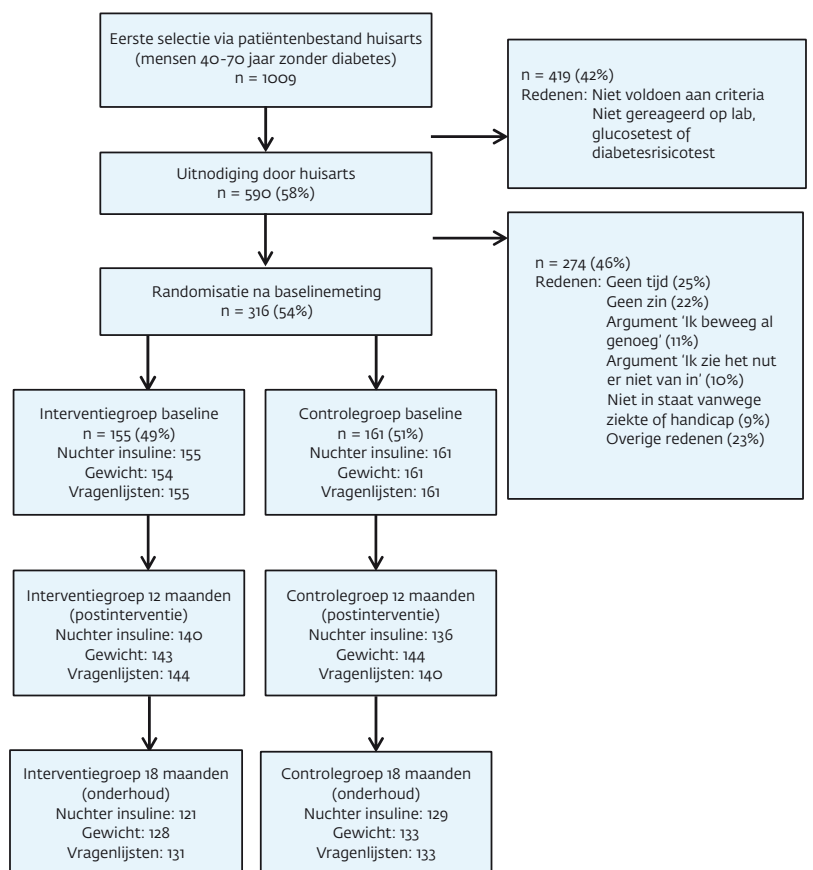 Eerste selectie via patiëntenbestand huisarts
(mensen 40-70 jaar zonder diabetes)
n = 1009
n = 419 (42%)
Redenen: Niet voldoen aan criteria
Niet gereageerd op lab,
glucosetest of
diabetesrisicotest
Uitnodiging door huisarts
n = 590 (58%)
n = 274 (46%)
Redenen: Geen tijd (25%)
Geen zin (22%)
Argument ‘Ik beweeg al
genoeg’ (11%)
Argument ‘Ik zie het nut
er niet van in’ (10%)
Niet in staat vanwege
ziekte of handicap (9%)
Overige redenen (23%)
Randomisatie na baselinemeting
n = 316 (54%)
Interventiegroep baseline
n = 155 (49%)
Nuchter insuline: 155
Gewicht: 154
Vragenlijsten: 155
Controlegroep baseline
n = 161 (51%)
Nuchter insuline: 161
Gewicht: 161
Vragenlijsten: 161
Interventiegroep 12 maanden
(postinterventie)
Nuchter insuline: 140
Gewicht: 143
Vragenlijsten: 144
Controlegroep 12 maanden
(postinterventie)
Nuchter insuline: 136
Gewicht: 144
Vragenlijsten: 140
Interventiegroep 18 maanden
(onderhoud)
Nuchter insuline: 121
Gewicht: 128
Vragenlijsten: 131
Controlegroep 18 maanden
(onderhoud)
Nuchter insuline: 129
Gewicht: 133
Vragenlijsten: 133